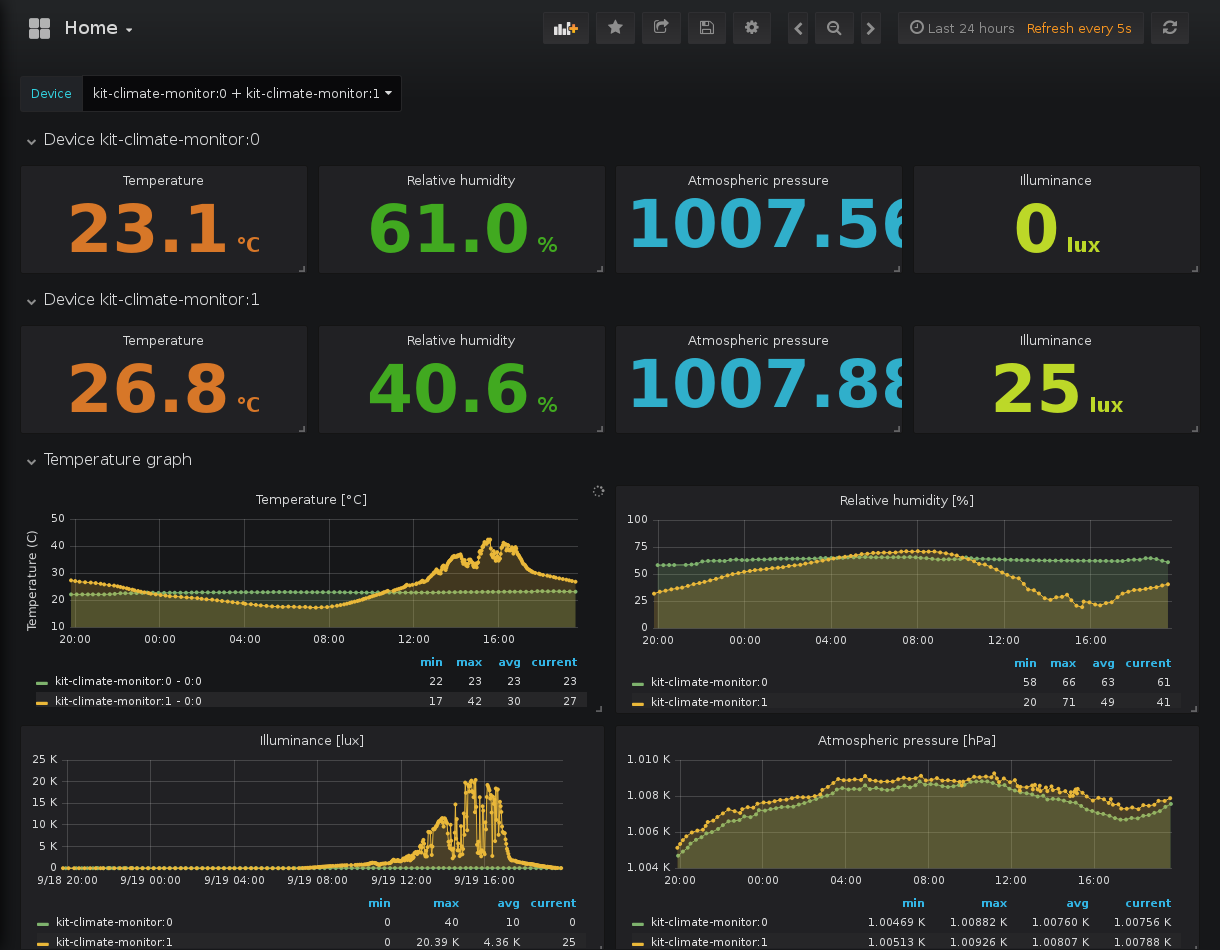 Home
Last 24 hours Refresh every 5s
Device kit-climate-monitor:0 + kit-climate-monitor:1
Device kit-climate-monitor:0
Temperature Relative humidity Atmospheric pressure Illuminance
23.1 °C 61.0 % 1007.56 0 lux
Device kit-climate-monitor:1
Temperature Relative humidity Atmospheric pressure Illuminance
26.8 °C 40.6 % 1007.88 25 lux
Temperature graph
Temperature [°C]
Temperature (C)
50
40
30
20
10
20:00 00:00 04:00 08:00 12:00 16:00
min max avg current
kit-climate-monitor:0 - 0:0 22 23 23 23
kit-climate-monitor:1 - 0:0 17 42 30 27
Relative humidity [%]
100
75
50
25
0
20:00 00:00 04:00 08:00 12:00 16:00
min max avg current
kit-climate-monitor:0 58 66 63 61
kit-climate-monitor:1 20 71 49 41
Illuminance [lux]
25 K
20 K
15 K
10 K
5 K
0
9/18 20:00 9/19 00:00 9/19 04:00 9/19 08:00 9/19 12:00 9/19 16:00
min max avg current
kit-climate-monitor:0 0 40 10 0
kit-climate-monitor:1 0 20.39 K 4.36 K 25
Atmospheric pressure [hPa]
1.010 K
1.008 K
1.006 K
1.004 K
20:00 00:00 04:00 08:00 12:00 16:00
min max avg current
kit-climate-monitor:0 1.00469 K 1.00882 K 1.00760 K 1.00756 K
kit-climate-monitor:1 1.00513 K 1.00926 K 1.00807 K 1.00788 K